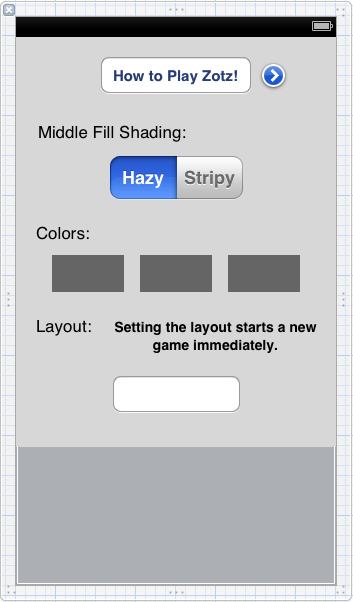 How to Play Zotz!
Middle Fill Shading:
Hazy Stripy
Colors:
Layout: Setting the layout starts a new
game immediately.